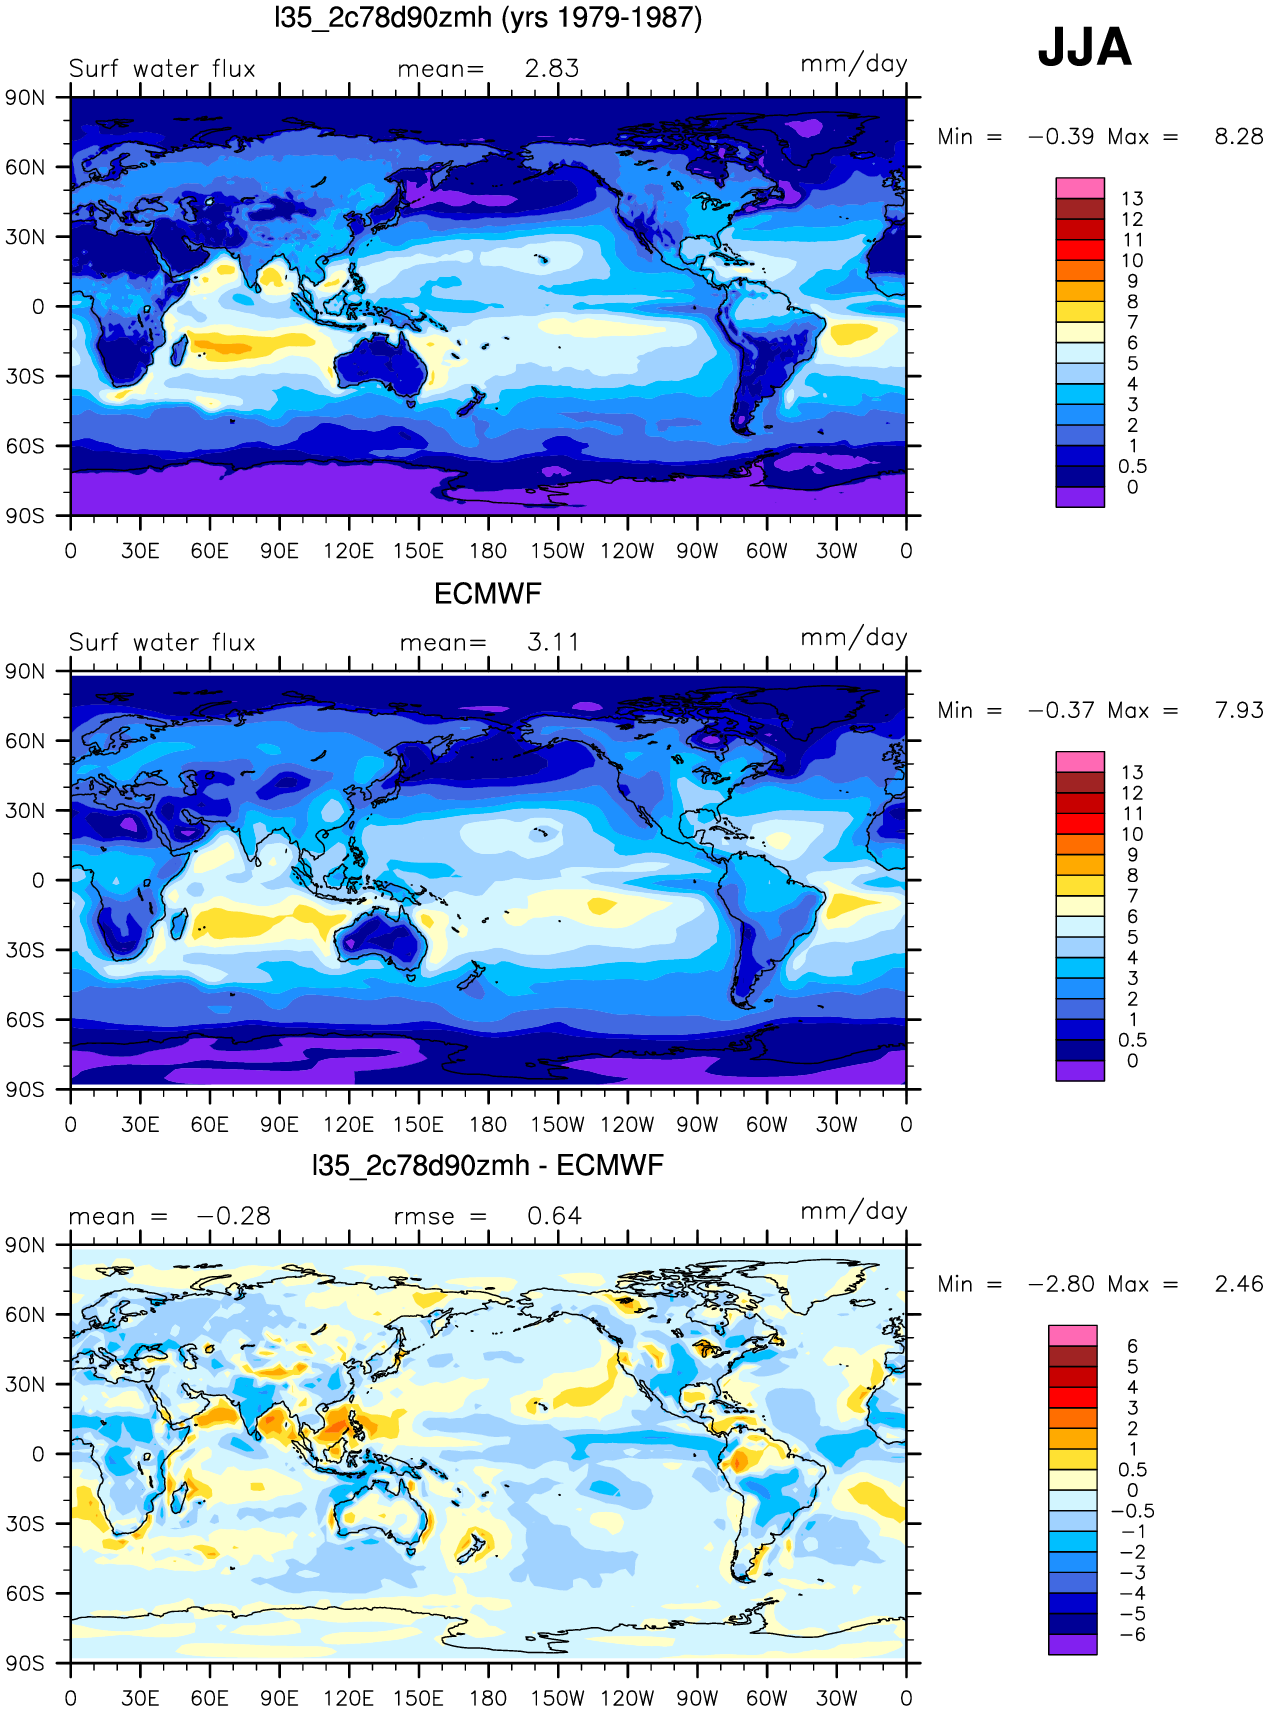 l35_2c78d90zmh (yrs 1979-1987)
JJA
Surf water flux mean= 2.83 mm/day
Min = −0.39 Max = 8.28
90N
60N
30N
0
30S
60S
90S
0 30E 60E 90E 120E 150E 180 150W 120W 90W 60W 30W 0
13
12
11
10
9
8
7
6
5
4
3
2
1
0.5
0
ECMWF
Surf water flux mean= 3.11 mm/day
Min = −0.37 Max = 7.93
90N
60N
30N
0
30S
60S
90S
0 30E 60E 90E 120E 150E 180 150W 120W 90W 60W 30W 0
13
12
11
10
9
8
7
6
5
4
3
2
1
0.5
0
l35_2c78d90zmh - ECMWF
mean = −0.28 rmse = 0.64 mm/day
Min = −2.80 Max = 2.46
90N
60N
30N
0
30S
60S
90S
0 30E 60E 90E 120E 150E 180 150W 120W 90W 60W 30W 0
6
5
4
3
2
1
0.5
0
−0.5
−1
−2
−3
−4
−5
−6